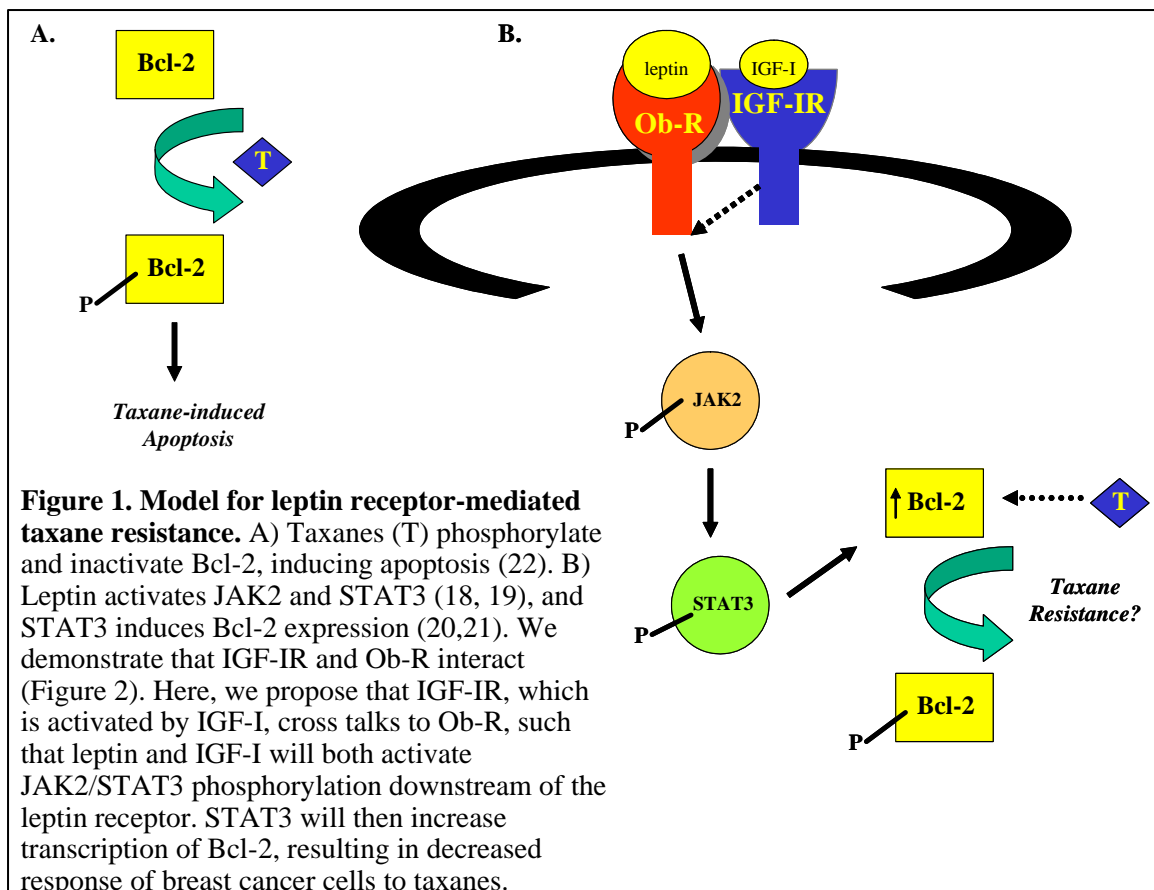 A.
Bcl-2
T
Bcl-2
P
Taxane-induced
Apoptosis
B.
leptin
IGF-I
Ob-R
IGF-IR
JAK2
P
STAT3
P
Bcl-2
T
Taxane
Resistance?
Bcl-2
P
Figure 1. Model for leptin receptor-mediated
taxane resistance. A) Taxanes (T) phosphorylate
and inactivate Bcl-2, inducing apoptosis (22). B)
Leptin activates JAK2 and STAT3 (18, 19), and
STAT3 induces Bcl-2 expression (20,21). We
demonstrate that IGF-IR and Ob-R interact
(Figure 2). Here, we propose that IGF-IR, which
is activated by IGF-I, cross talks to Ob-R, such
that leptin and IGF-I will both activate
JAK2/STAT3 phosphorylation downstream of the
leptin receptor. STAT3 will then increase
transcription of Bcl-2, resulting in decreased
response of breast cancer cells to taxanes.